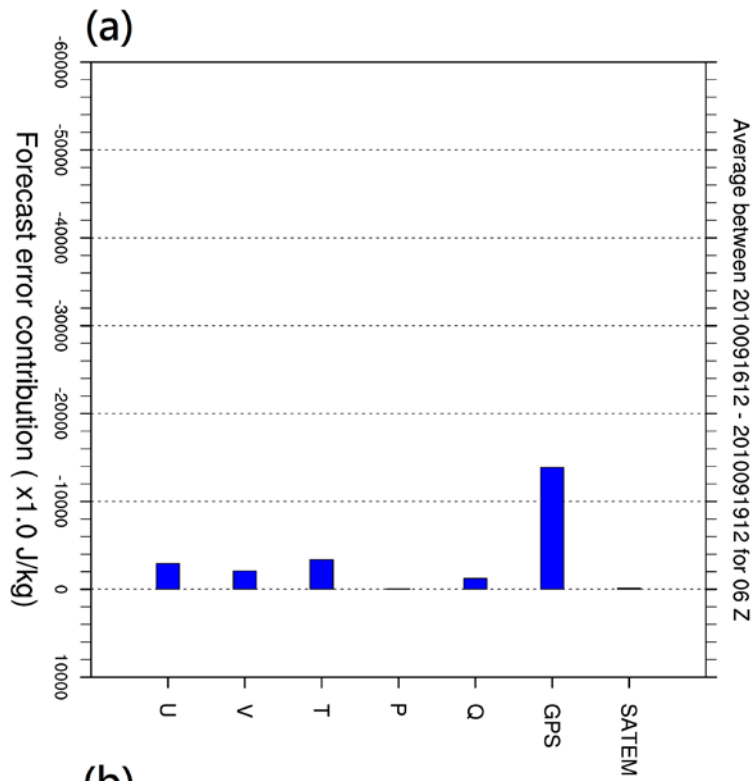 (a)
Average between 2010091612 - 2010091912 for 06 Z
-60000
-50000
-40000
-30000
-20000
-10000
0
10000
Forecast error contribution ( x1.0 J/kg)
U
V
T
P
Q
GPS
SATEM
(b)